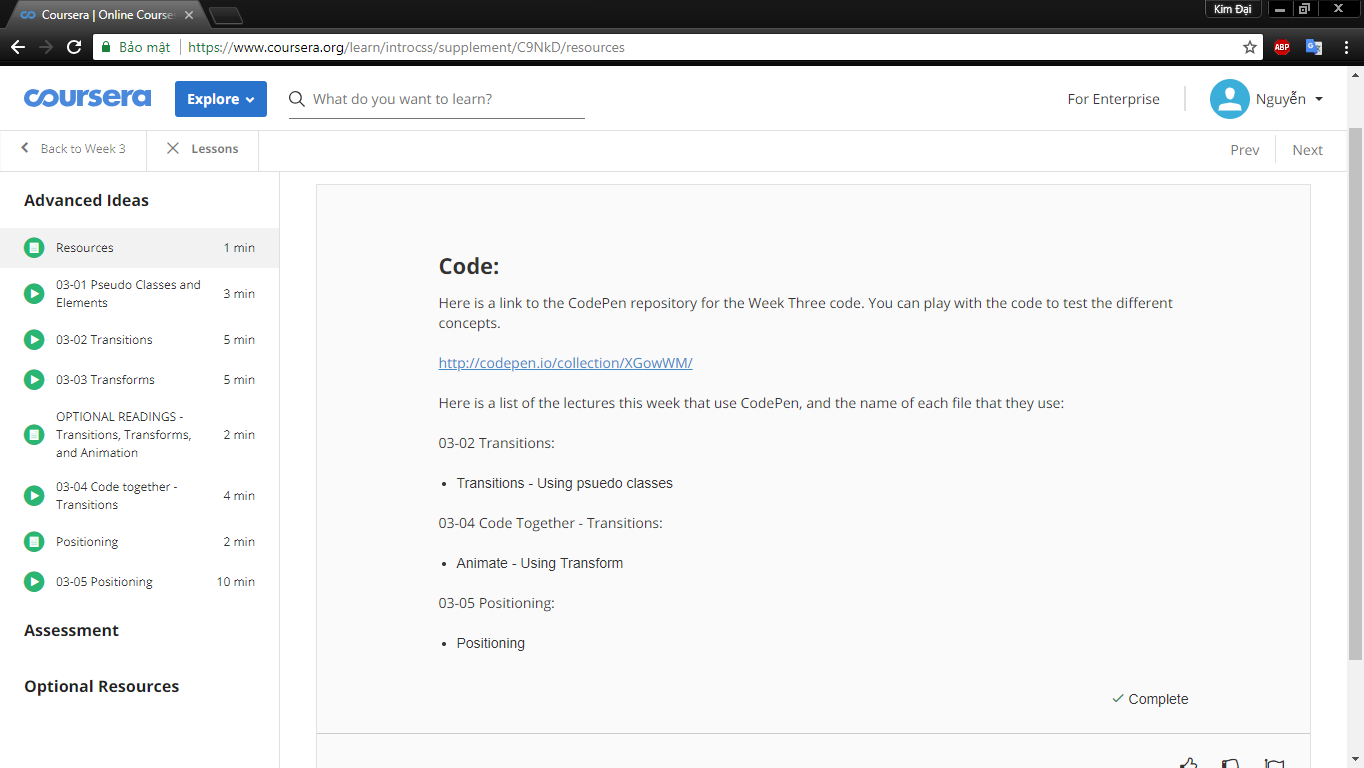 Coursera | Online Course
Kim Đại
Bảo mật
https://www.coursera.org/learn/introcss/supplement/C9NkD/resources
ABP
coursera
Explore
What do you want to learn?
For Enterprise
Nguyễn
Back to Week 3
Lessons
Prev
Next
Advanced Ideas
Resources
1 min
03-01 Pseudo Classes and
Elements
3 min
03-02 Transitions
5 min
03-03 Transforms
5 min
OPTIONAL READINGS -
Transitions, Transforms,
and Animation
2 min
03-04 Code together -
Transitions
4 min
Positioning
2 min
03-05 Positioning
10 min
Assessment
Optional Resources
Code:
Here is a link to the CodePen repository for the Week Three code. You can play with the code to test the different
concepts.
http://codepen.io/collection/XGowWM/
Here is a list of the lectures this week that use CodePen, and the name of each file that they use:
03-02 Transitions:
• Transitions - Using psuedo classes
03-04 Code Together - Transitions:
• Animate - Using Transform
03-05 Positioning:
• Positioning
Complete